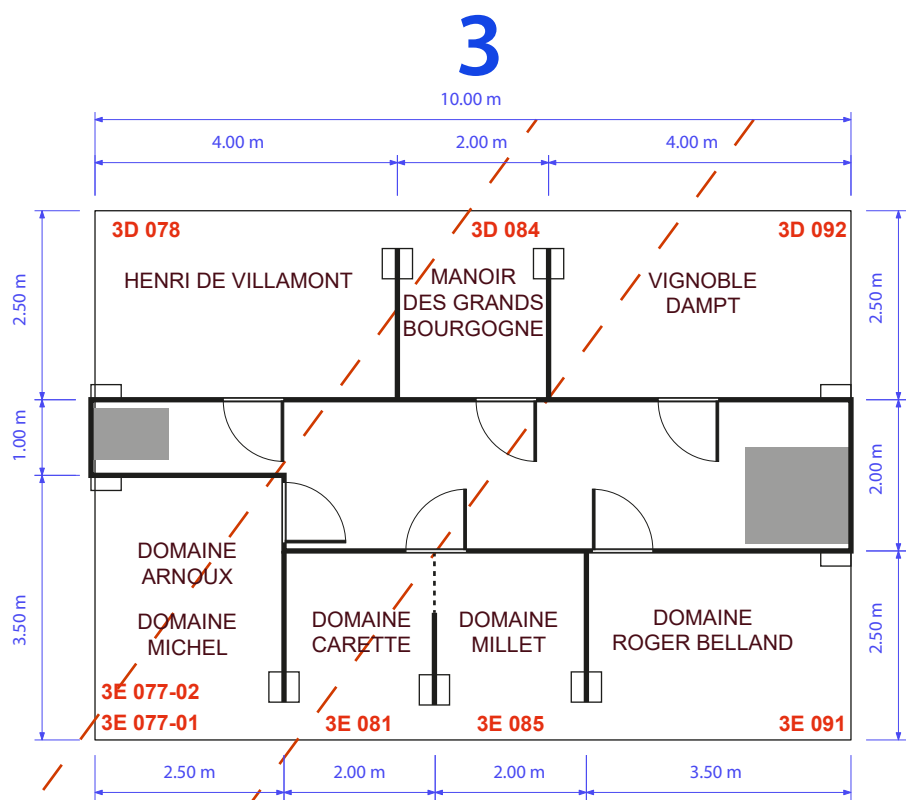 3
10.00 m
4.00 m
2.00 m
4.00 m
3D 078
3D 084
3D 092
HENRI DE VILLAMONT
MANOIR
DES GRANDS
BOURGOGNE
VIGNOBLE
DAMPT
2.50 m
2.50 m
1.00 m
2.00 m
3.50 m
2.50 m
DOMAINE
ARNOUX
DOMAINE
MICHEL
DOMAINE
CARETTE
DOMAINE
MILLET
DOMAINE
ROGER BELLAND
3E 077-02
3E 077-01
3E 081
3E 085
3E 091
2.50 m
2.00 m
2.00 m
3.50 m